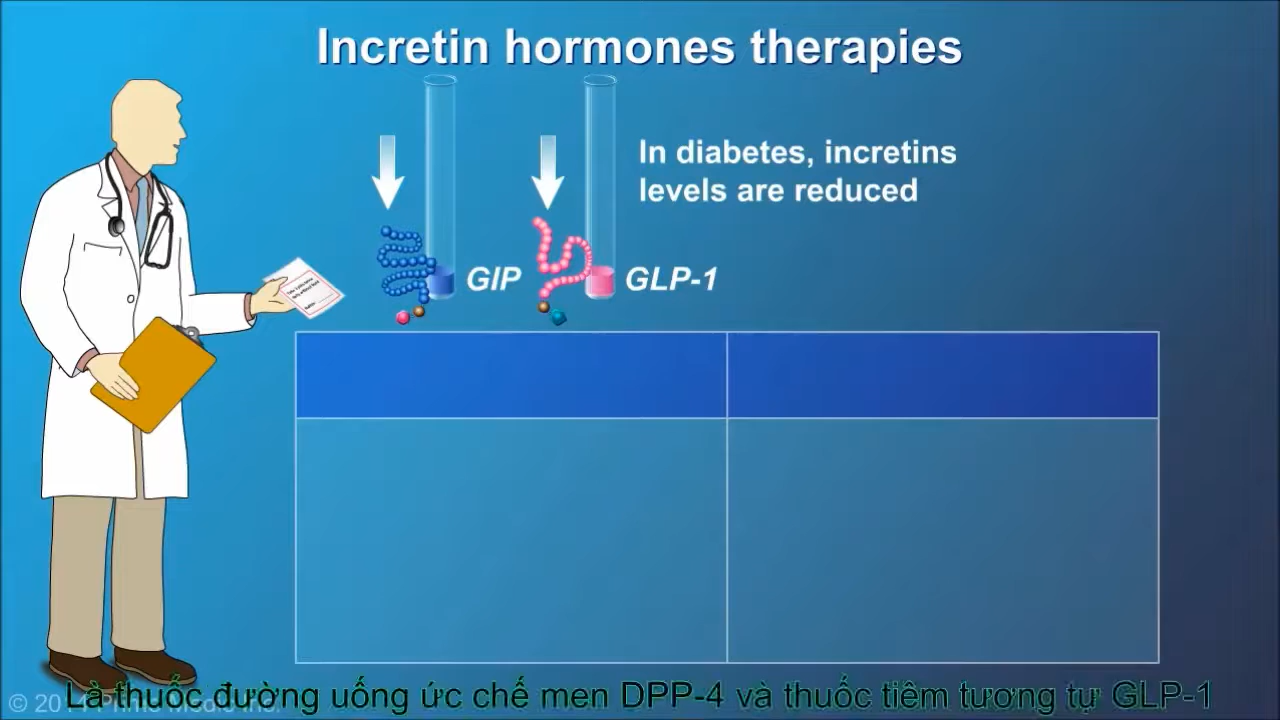 Incretin hormones therapies
In diabetes, incretins
levels are reduced
GIP
GLP-1
Là thuốc đường uống ức chế men DPP-4 và thuốc tiêm tương tự GLP-1